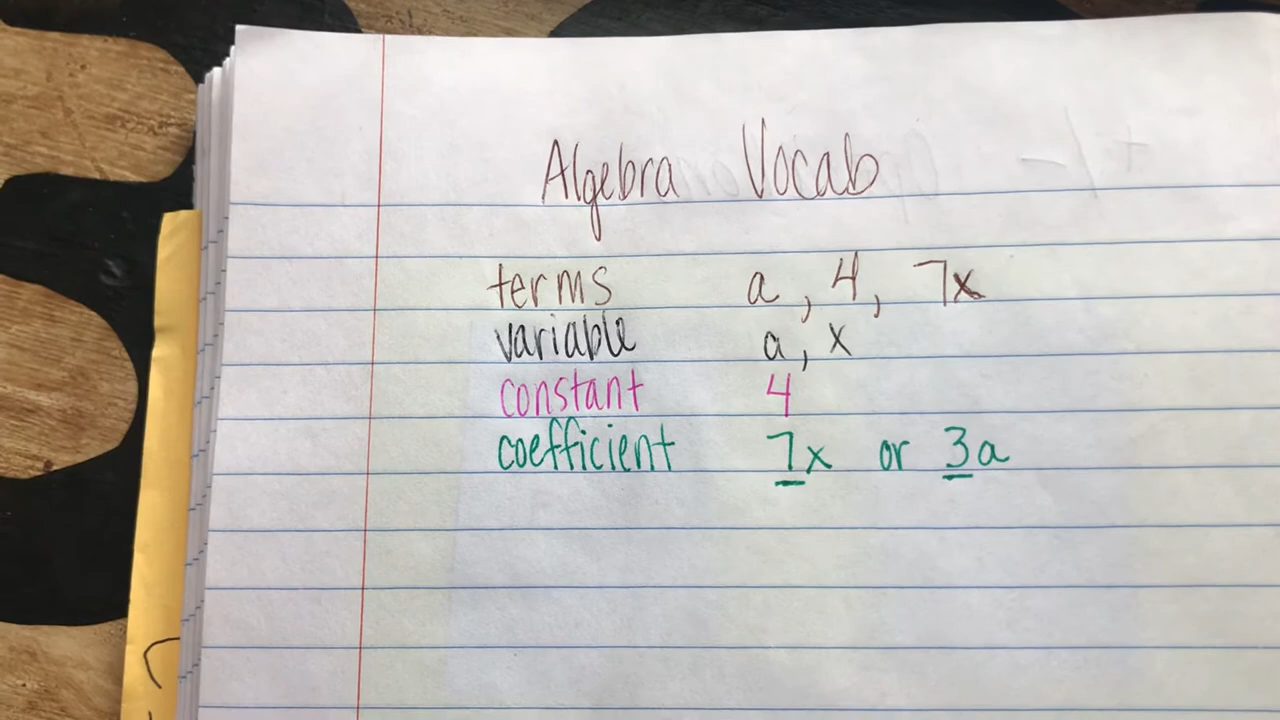 Algebra Vocab
terms a, 4, 7x
variable a, x
constant 4
coefficient 7x or 3a